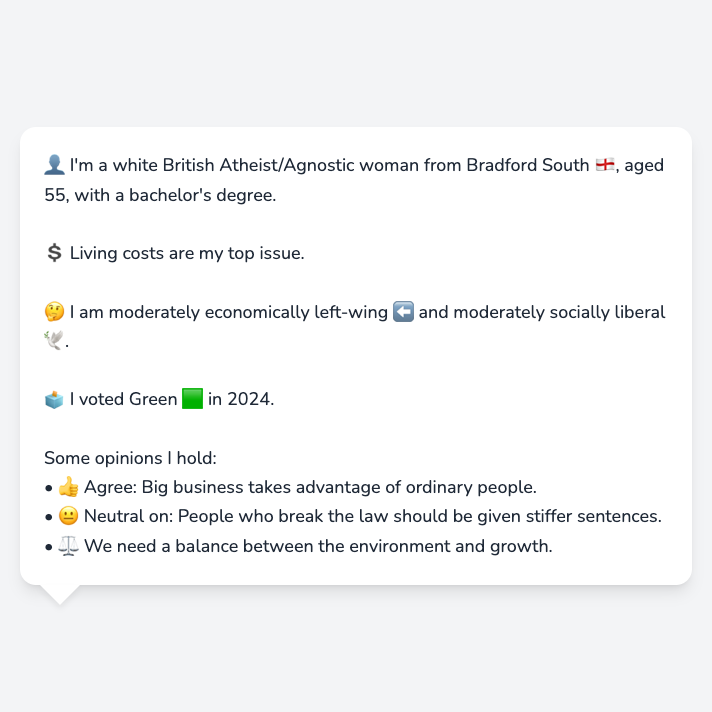 👤 I'm a white British Atheist/Agnostic woman from Bradford South 🏴󠁧󠁢󠁥󠁮󠁧󠁿, aged
55, with a bachelor's degree.
💲 Living costs are my top issue.
🤔 I am moderately economically left-wing ⬅️ and moderately socially liberal
🕊️.
🗳️ I voted Green 🟩 in 2024.
Some opinions I hold:
• 👍 Agree: Big business takes advantage of ordinary people.
• 😐 Neutral on: People who break the law should be given stiffer sentences.
• ⚖️ We need a balance between the environment and growth.